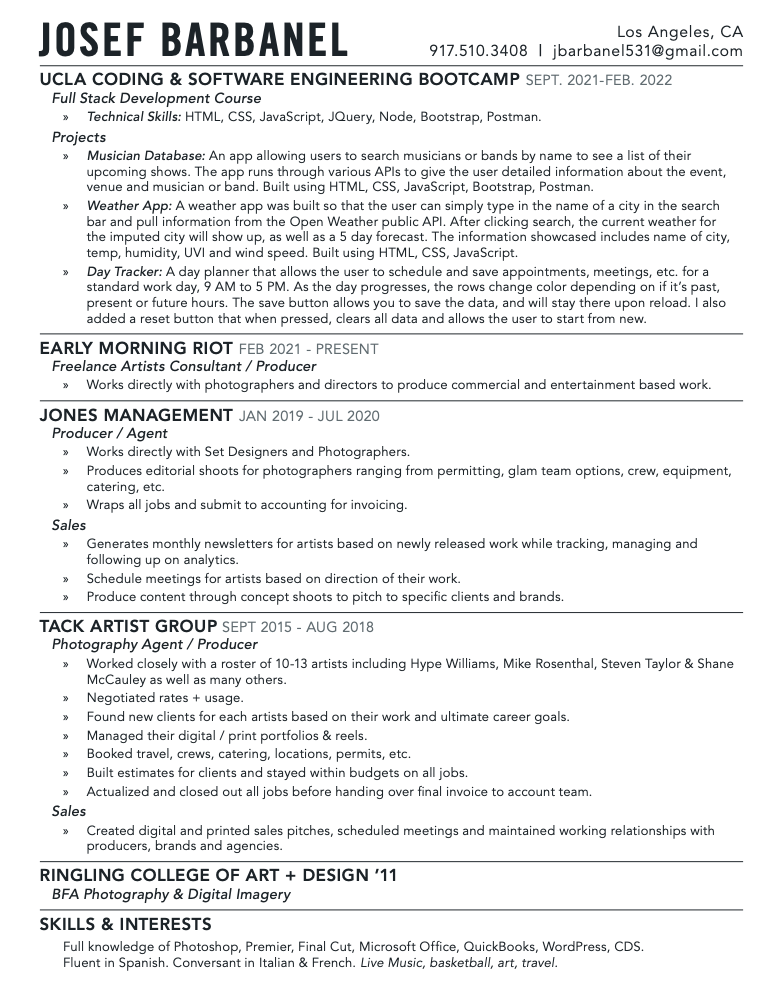 JOSEF BARBANEL
Los Angeles, CA
917.510.3408 | jbarbanel531@gmail.com
UCLA CODING & SOFTWARE ENGINEERING BOOTCAMP SEPT. 2021-FEB. 2022
Full Stack Development Course
» Technical Skills: HTML, CSS, JavaScript, JQuery, Node, Bootstrap, Postman.
Projects
» Musician Database: An app allowing users to search musicians or bands by name to see a list of their
upcoming shows. The app runs through various APIs to give the user detailed information about the event,
venue and musician or band. Built using HTML, CSS, JavaScript, Bootstrap, Postman.
» Weather App: A weather app was built so that the user can simply type in the name of a city in the search
bar and pull information from the Open Weather public API. After clicking search, the current weather for
the imputed city will show up, as well as a 5 day forecast. The information showcased includes name of city,
temp, humidity, UVI and wind speed. Built using HTML, CSS, JavaScript.
» Day Tracker: A day planner that allows the user to schedule and save appointments, meetings, etc. for a
standard work day, 9 AM to 5 PM. As the day progresses, the rows change color depending on if it’s past,
present or future hours. The save button allows you to save the data, and will stay there upon reload. I also
added a reset button that when pressed, clears all data and allows the user to start from new.
EARLY MORNING RIOT FEB 2021 - PRESENT
Freelance Artists Consultant / Producer
» Works directly with photographers and directors to produce commercial and entertainment based work.
JONES MANAGEMENT JAN 2019 - JUL 2020
Producer / Agent
» Works directly with Set Designers and Photographers.
» Produces editorial shoots for photographers ranging from permitting, glam team options, crew, equipment,
catering, etc.
» Wraps all jobs and submit to accounting for invoicing.
Sales
» Generates monthly newsletters for artists based on newly released work while tracking, managing and
following up on analytics.
» Schedule meetings for artists based on direction of their work.
» Produce content through concept shoots to pitch to specific clients and brands.
TACK ARTIST GROUP SEPT 2015 - AUG 2018
Photography Agent / Producer
» Worked closely with a roster of 10-13 artists including Hype Williams, Mike Rosenthal, Steven Taylor & Shane
McCauley as well as many others.
» Negotiated rates + usage.
» Found new clients for each artists based on their work and ultimate career goals.
» Managed their digital / print portfolios & reels.
» Booked travel, crews, catering, locations, permits, etc.
» Built estimates for clients and stayed within budgets on all jobs.
» Actualized and closed out all jobs before handing over final invoice to account team.
Sales
» Created digital and printed sales pitches, scheduled meetings and maintained working relationships with
producers, brands and agencies.
RINGLING COLLEGE OF ART + DESIGN ’11
BFA Photography & Digital Imagery
SKILLS & INTERESTS
Full knowledge of Photoshop, Premier, Final Cut, Microsoft Office, QuickBooks, WordPress, CDS.
Fluent in Spanish. Conversant in Italian & French. Live Music, basketball, art, travel.